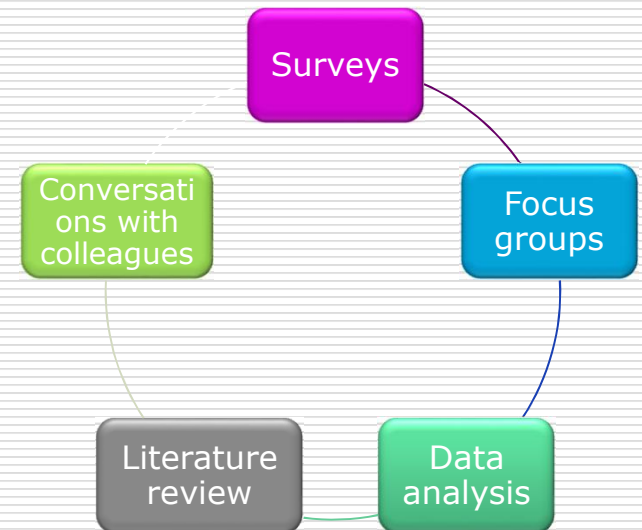 Surveys
Focus
groups
Data
analysis
Literature
review
Conversati
ons with
colleagues